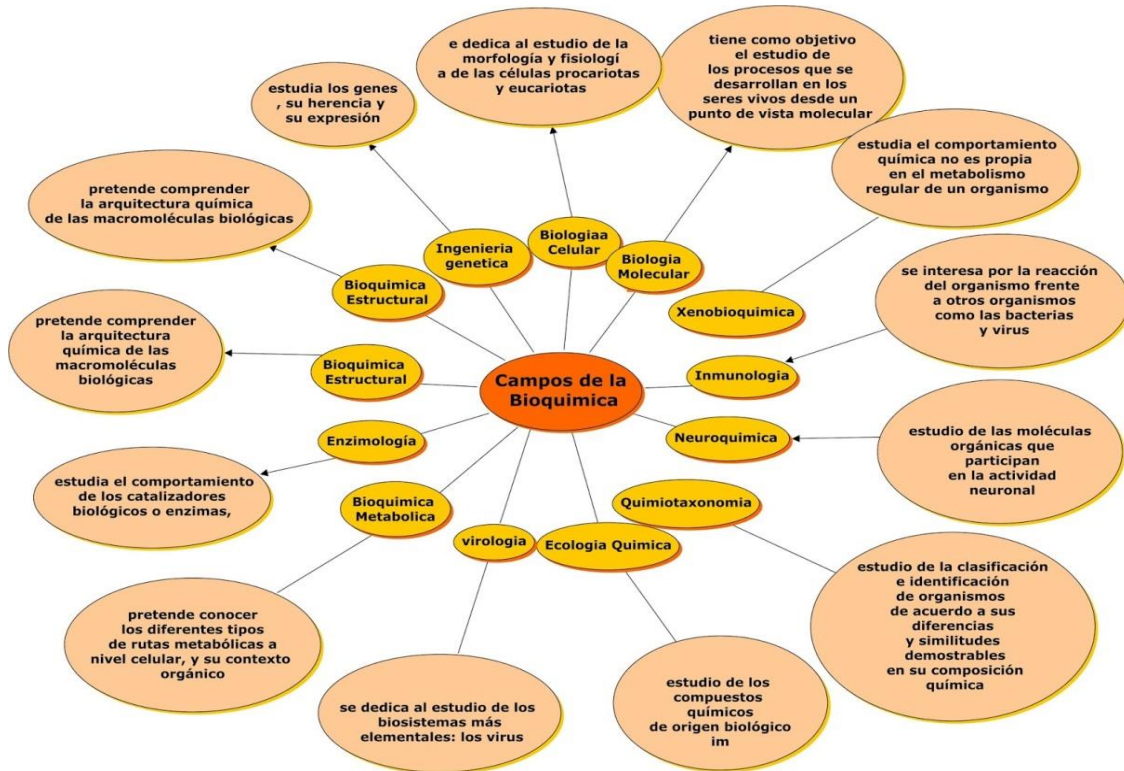 e dedica al estudio de la
morfología y fisiologí
a de las células procariotas
y eucariotas
tiene como objetivo
el estudio de
los procesos que se
desarrollan en los
seres vivos desde un
punto de vista molecular
estudia los genes
, su herencia y
su expresión
estudia el comportamiento
química no es propia
en el metabolismo
regular de un organismo
pretende comprender
la arquitectura química
de las macromoléculas biológicas
Ingenieria
genetica
Biologiaa
Celular
Biologia
Molecular
Bioquimica
Estructural
Xenobioquimica
se interesa por la reacción
del organismo frente
a otros organismos
como las bacterias
y virus
pretende comprender
la arquitectura
química de las
macromoléculas
biológicas
Bioquimica
Estructural
Campos de la
Bioquimica
Inmunologia
Enzimología
Neuroquimica
estudio de las moléculas
orgánicas que
participan
en la actividad
neuronal
estudia el comportamiento
de los catalizadores
biológicos o enzimas,
Bioquimica
Metabolica
Quimiotaxonomia
virologia
Ecologia Quimica
estudio de la clasificación
e identificación
de organismos
de acuerdo a sus
diferencias
y similitudes
demostrables
en su composición
química
pretende conocer
los diferentes tipos
de rutas metabólicas a
nivel celular, y su contexto
orgánico
se dedica al estudio de los
biosistemas más
elementales: los virus
estudio de los
compuestos
químicos
de origen biológico
im